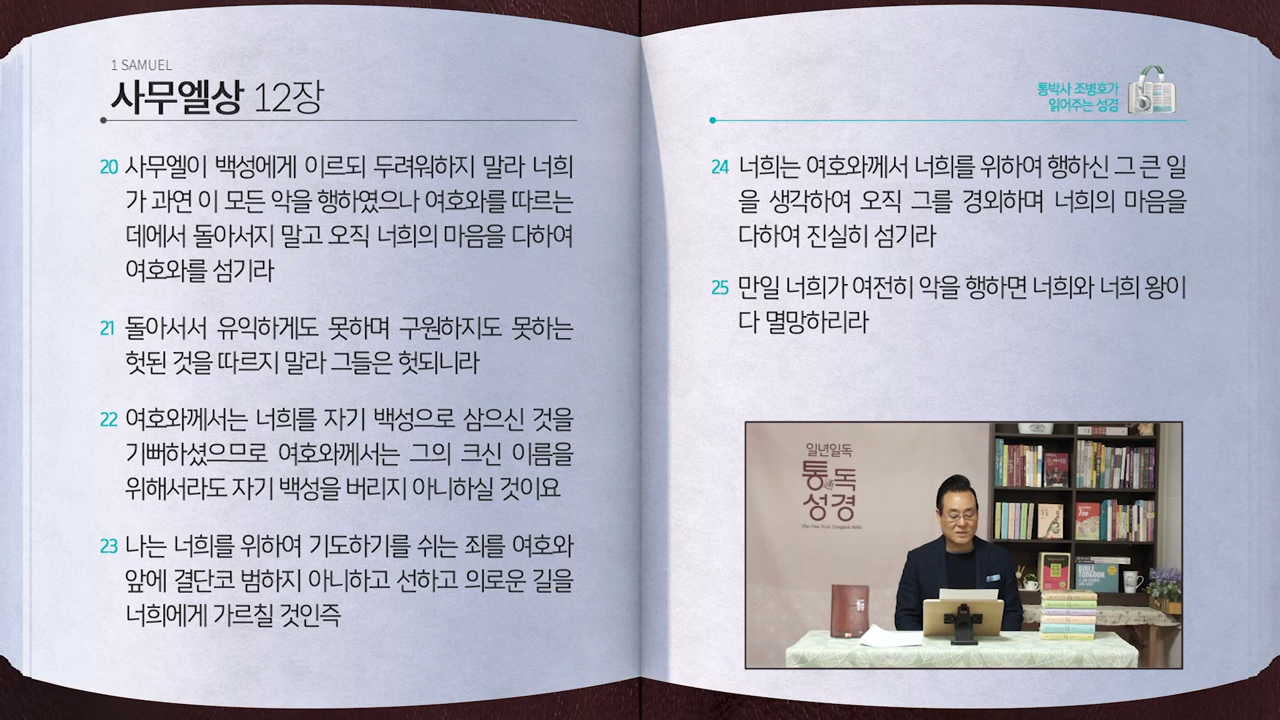 1 SAMUEL
사무엘상 12장
20 사무엘이 백성에게 이르되 두려워하지 말라 너희
가 과연 이 모든 악을 행하였으나 여호와를 따르는
데에서 돌아서지 말고 오직 너희의 마음을 다하여
여호와를 섬기라
21 돌아서서 유익하게도 못하며 구원하지도 못하는
헛된 것을 따르지 말라 그들은 헛되니라
22 여호와께서는 너희를 자기 백성으로 삼으신 것을
기뻐하셨으므로 여호와께서는 그의 크신 이름을
위해서라도 자기 백성을 버리지 아니하실 것이요
23 나는 너희를 위하여 기도하기를 쉬는 죄를 여호와
앞에 결단코 범하지 아니하고 선하고 의로운 길을
너희에게 가르칠 것인즉
통박사 조병호가
읽어주는 성경
24 너희는 여호와께서 너희를 위하여 행하신 그 큰 일
을 생각하여 오직 그를 경외하며 너희의 마음을
다하여 진실히 섬기라
25 만일 너희가 여전히 악을 행하면 너희와 너희 왕이
다 멸망하리라
일년일독
통通독
성경
The One Year Tongdok Bible
BIBLE
TONGDOK